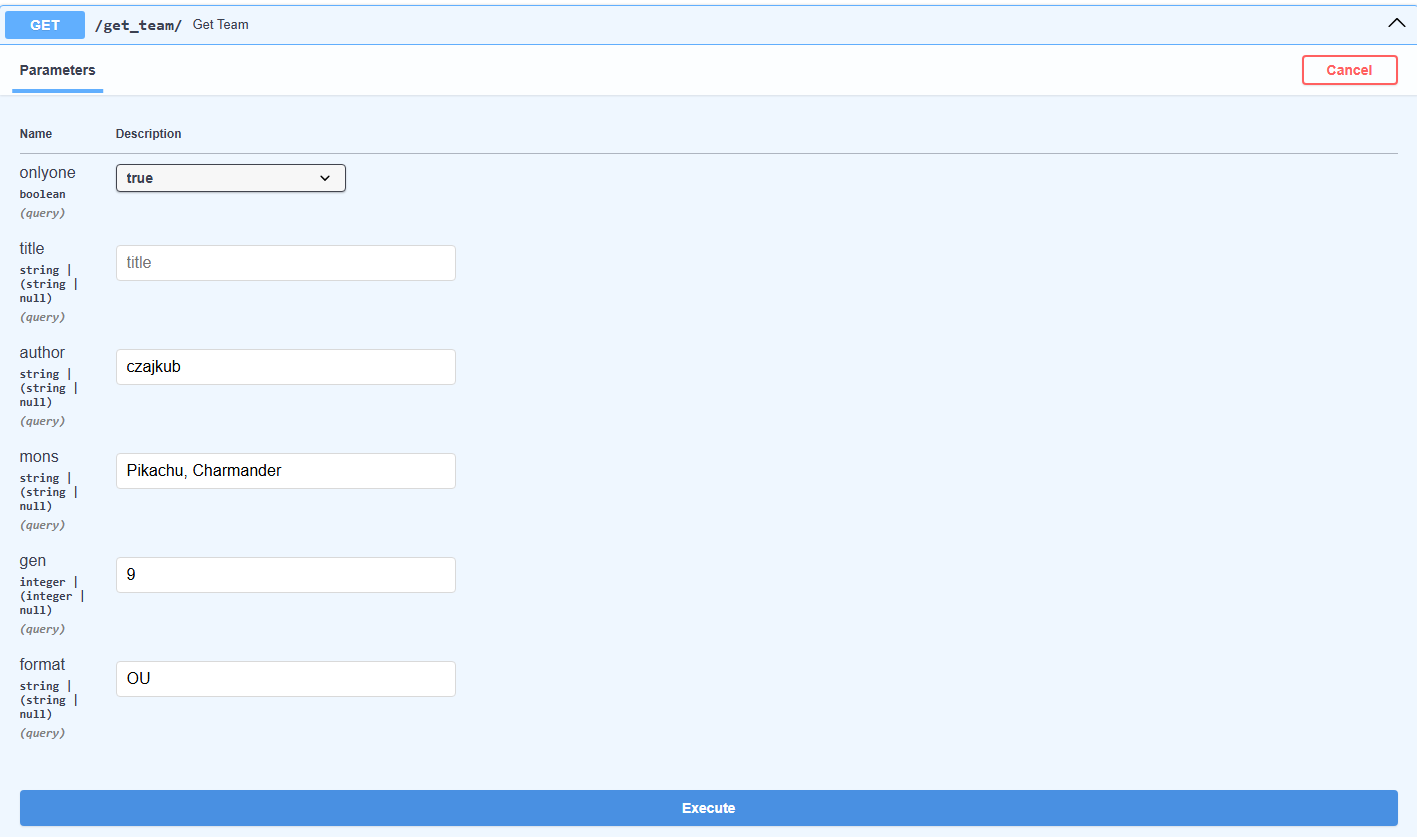 GET /get_team/ Get Team
Parameters Cancel
Name Description
onlyone true
boolean
(query)
title title
string |
(string |
null)
(query)
author czajkub
string |
(string |
null)
(query)
mons Pikachu, Charmander
string |
(string |
null)
(query)
gen 9
integer |
(integer |
null)
(query)
format OU
string |
(string |
null)
(query)
Execute